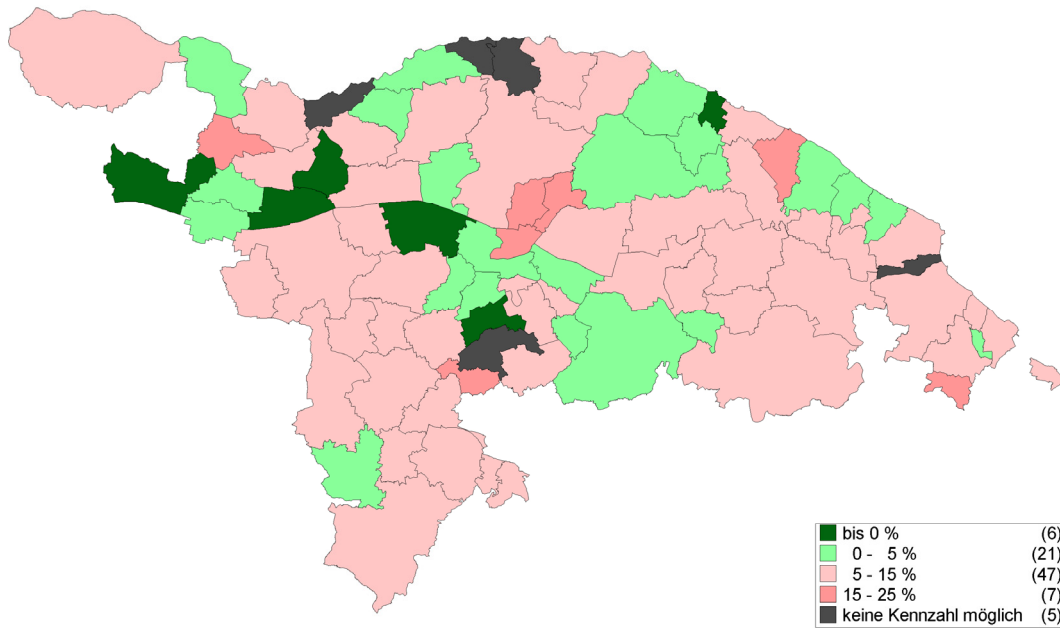 bis 0 % (6)
0 - 5 % (21)
5 - 15 % (47)
15 - 25 % (7)
keine Kennzahl möglich (5)